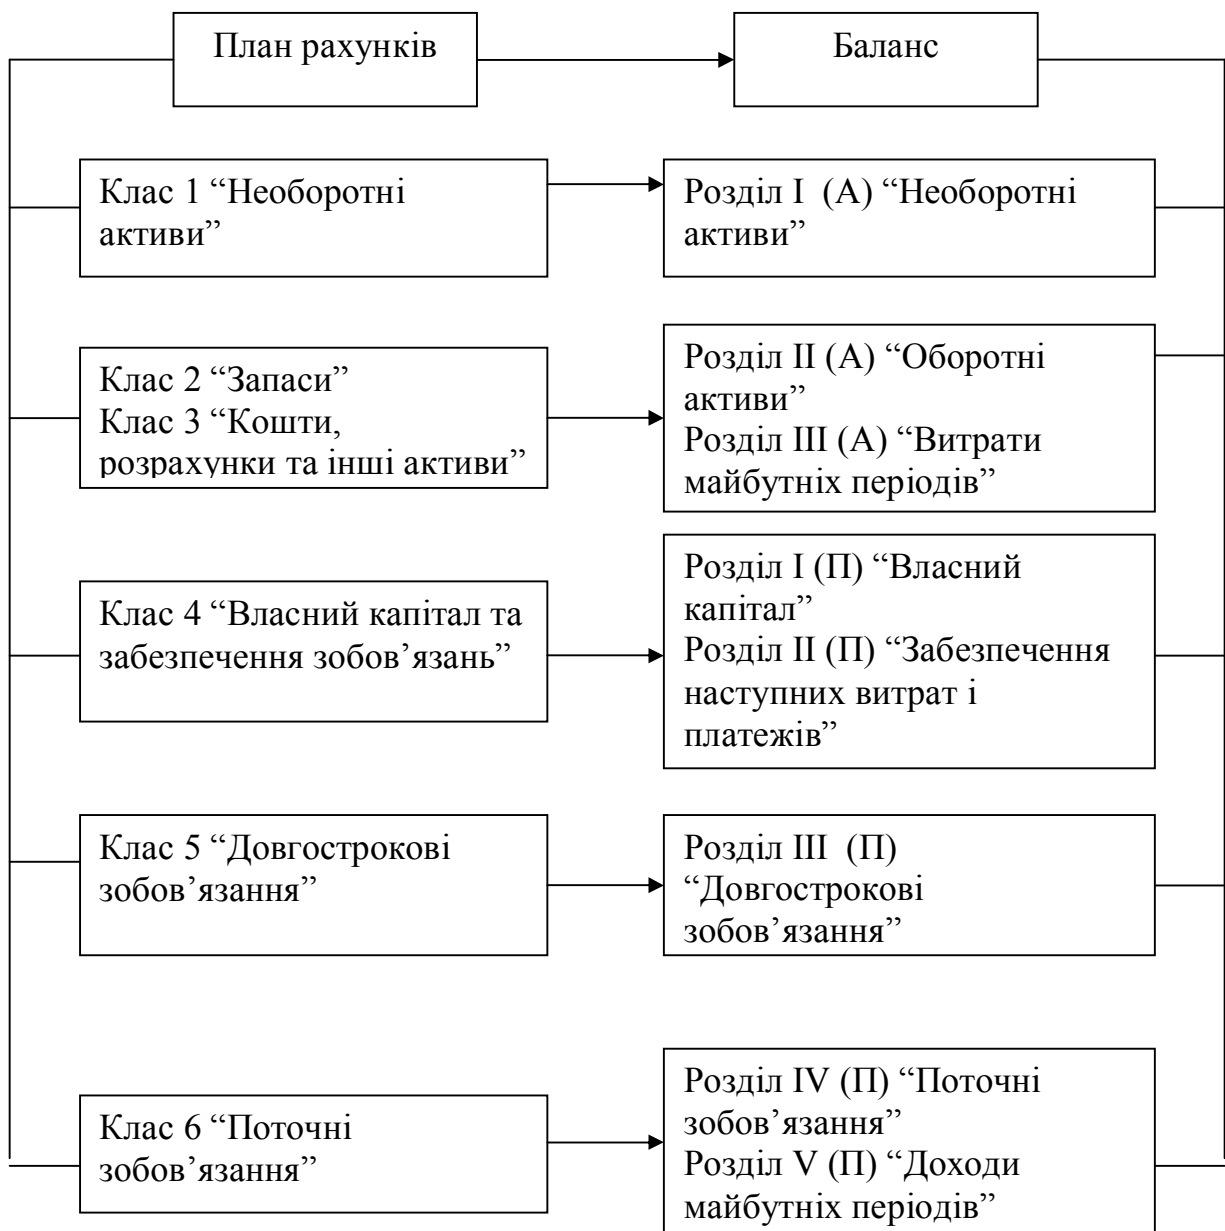 План рахунків
Баланс
Клас 1 “Необоротні
активи”
Розділ I (А) “Необоротні
активи”
Клас 2 “Запаси”
Клас 3 “Кошти,
розрахунки та інші активи”
Розділ II (А) “Оборотні
активи”
Розділ III (А) “Витрати
майбутніх періодів”
Клас 4 “Власний капітал та
забезпечення зобов’язань”
Розділ I (П) “Власний
капітал”
Розділ II (П) “Забезпечення
наступних витрат і
платежів”
Клас 5 “Довгострокові
зобов’язання”
Розділ III (П)
“Довгострокові
зобов’язання”
Клас 6 “Поточні
зобов’язання”
Розділ IV (П) “Поточні
зобов’язання”
Розділ V (П) “Доходи
майбутніх періодів”